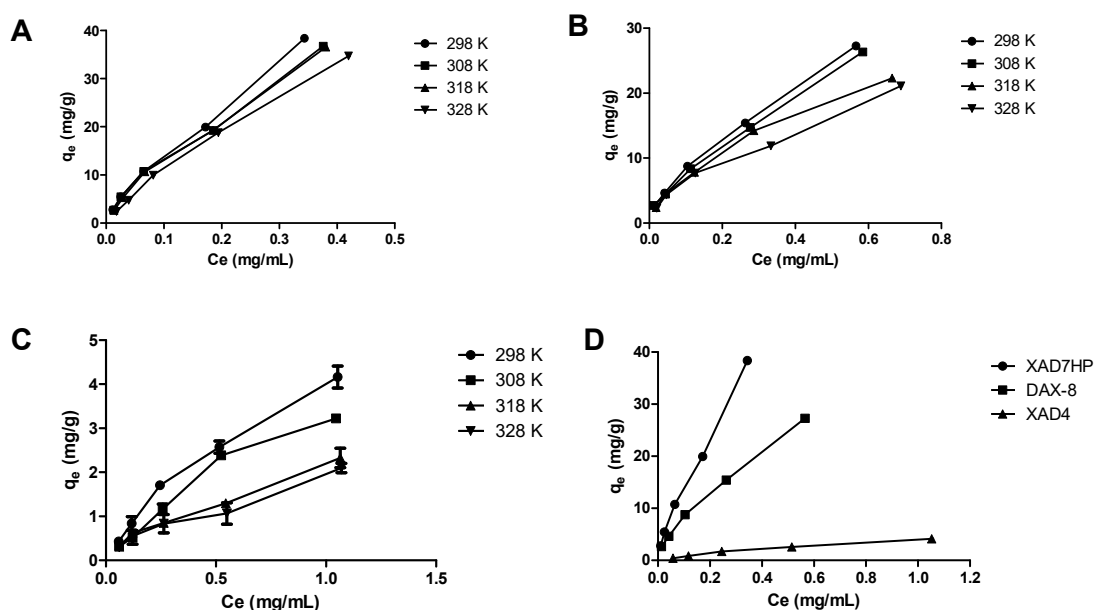 A
40
30
20
10
0
qe (mg/g)
0.0 0.1 0.2 0.3 0.4 0.5
Ce (mg/mL)
298 K
308 K
318 K
328 K
B
30
20
10
0
qe (mg/g)
0.0 0.2 0.4 0.6 0.8
Ce (mg/mL)
298 K
308 K
318 K
328 K
C
5
4
3
2
1
0
qe (mg/g)
0.0 0.5 1.0 1.5
Ce (mg/mL)
298 K
308 K
318 K
328 K
D
40
30
20
10
0
qe (mg/g)
0.0 0.2 0.4 0.6 0.8 1.0 1.2
Ce (mg/mL)
XAD7HP
DAX-8
XAD4